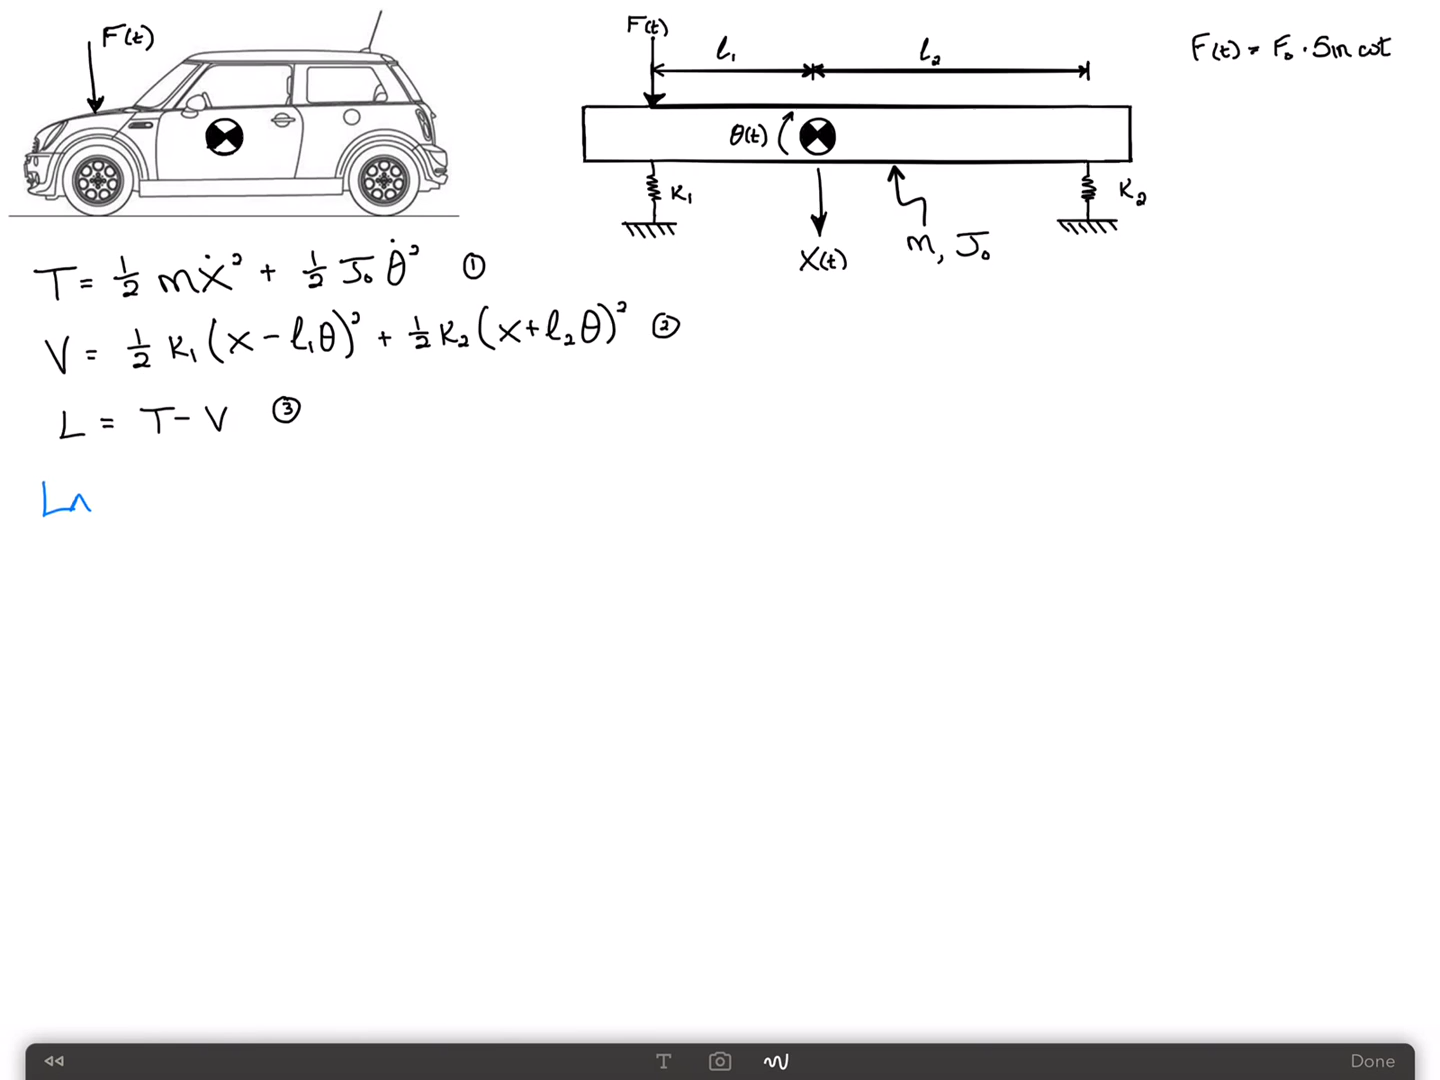 F(t)
F(t)
l₁
l₂
F(t) = F₀ · Sin ωt
θ(t)
K₁
K₂
X(t)
m, J₀
T = 1/2 mẋ² + 1/2 J₀ θ̇² ①
V = 1/2 K₁ (x - l₁θ)² + 1/2 K₂ (x + l₂θ)² ②
L = T - V ③
T
Done